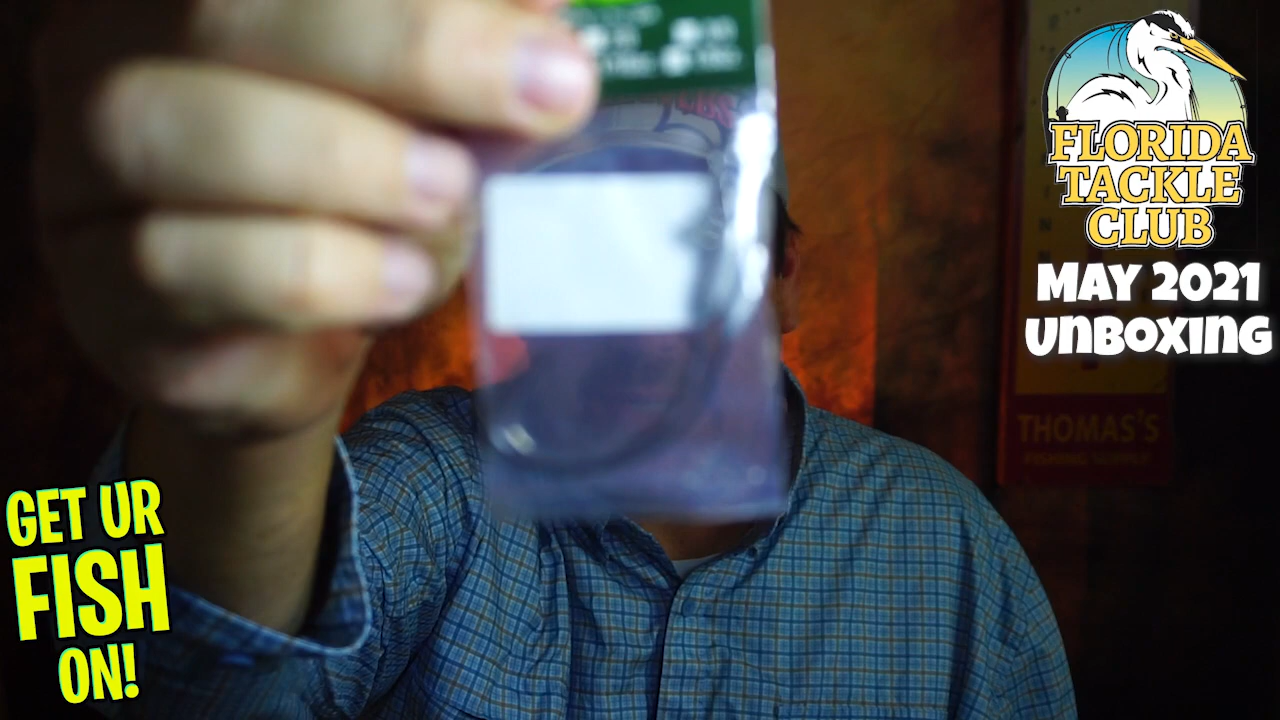 FLORIDA
TACKLE
CLUB
MAY 2021
UNBOXING
THOMAS'S
GET UR
FISH
ON!